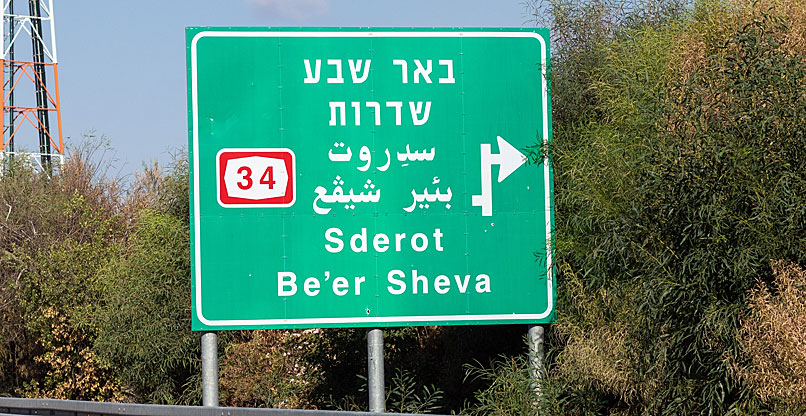 באר שבע
שדרות
سدِروت
34
بئير شيڤع
Sderot
Be'er Sheva